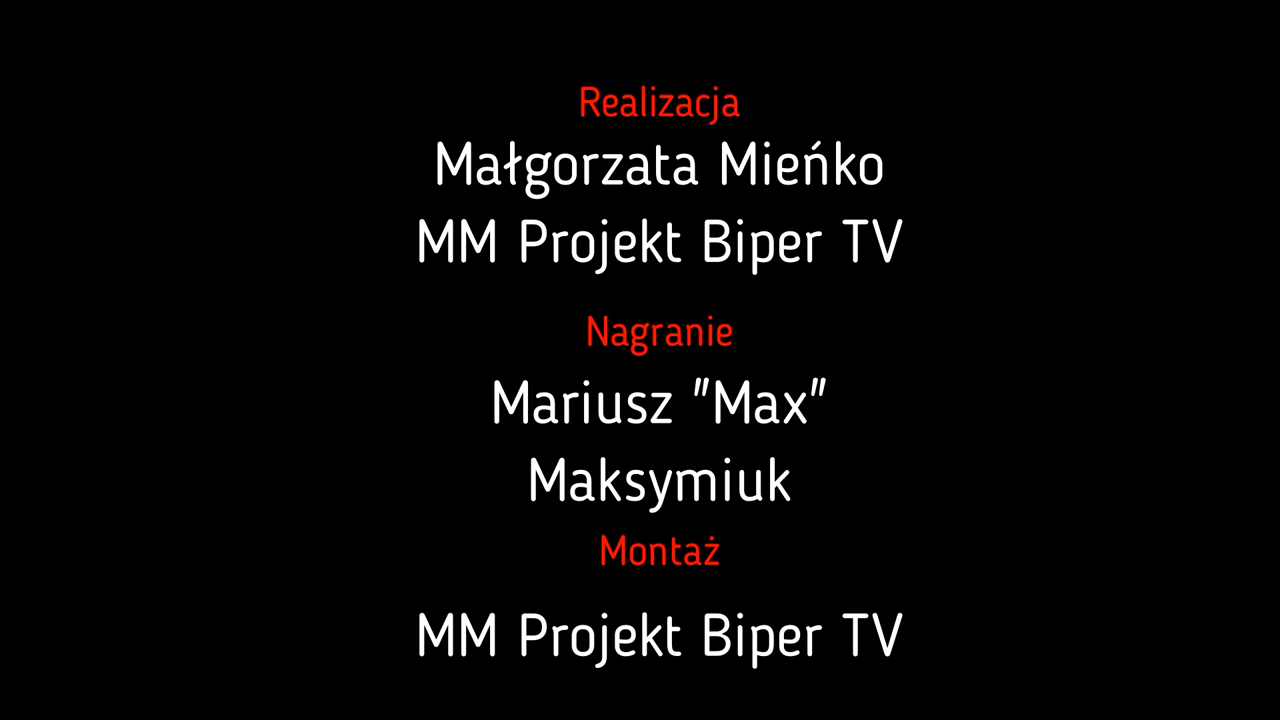 Realizacja
Małgorzata Mieńko
MM Projekt Biper TV
Nagranie
Mariusz "Max"
Maksymiuk
Montaż
MM Projekt Biper TV